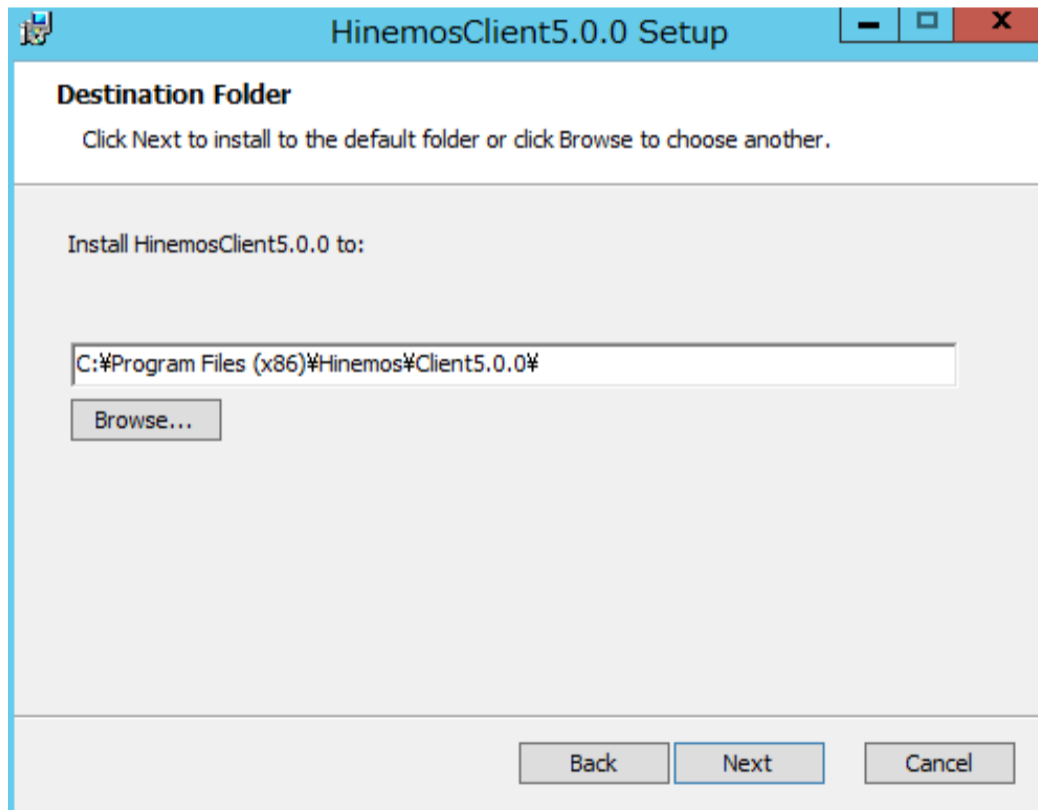 HinemosClient5.0.0 Setup
Destination Folder
Click Next to install to the default folder or click Browse to choose another.
Install HinemosClient5.0.0 to:
C:¥Program Files (x86)¥Hinemos¥Client5.0.0¥
Browse...
Back Next Cancel